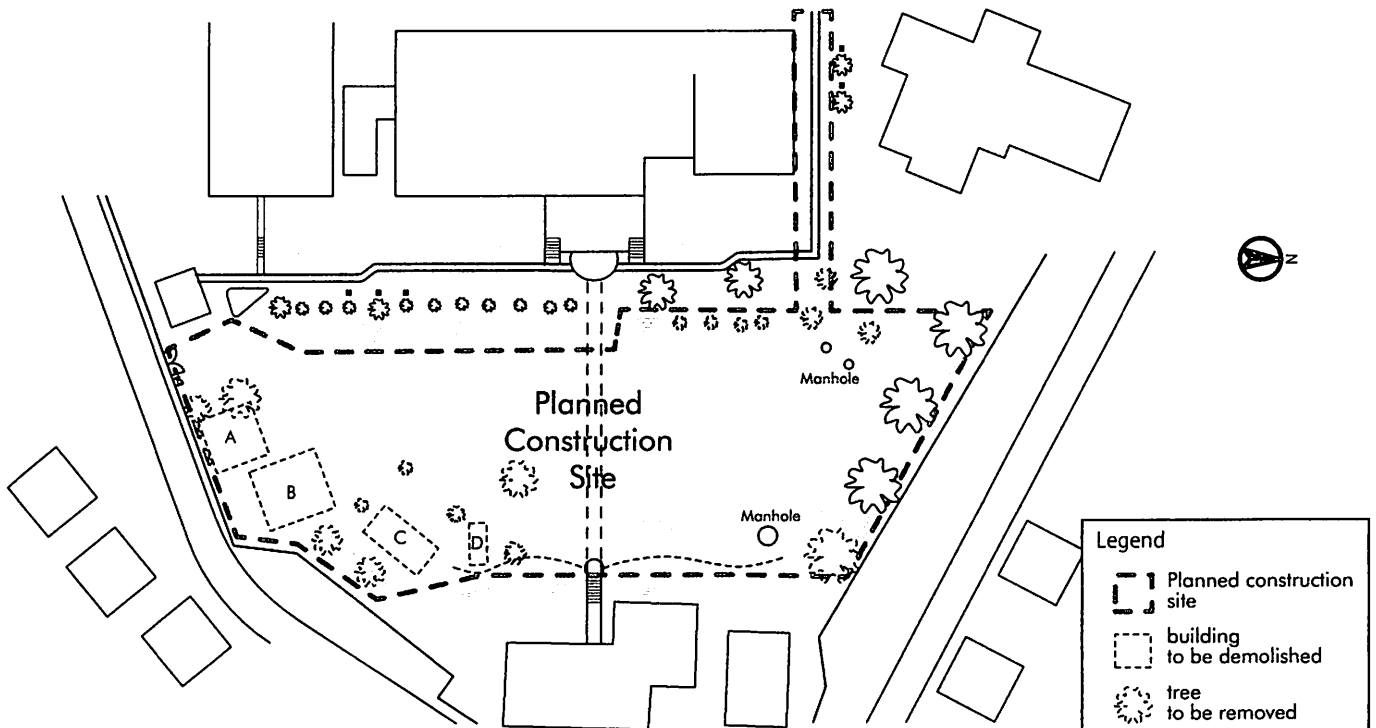 N
Manhole
Planned
Construction
Site
A
B
C
D
Manhole
Legend
Planned construction
site
building
to be demolished
tree
to be removed